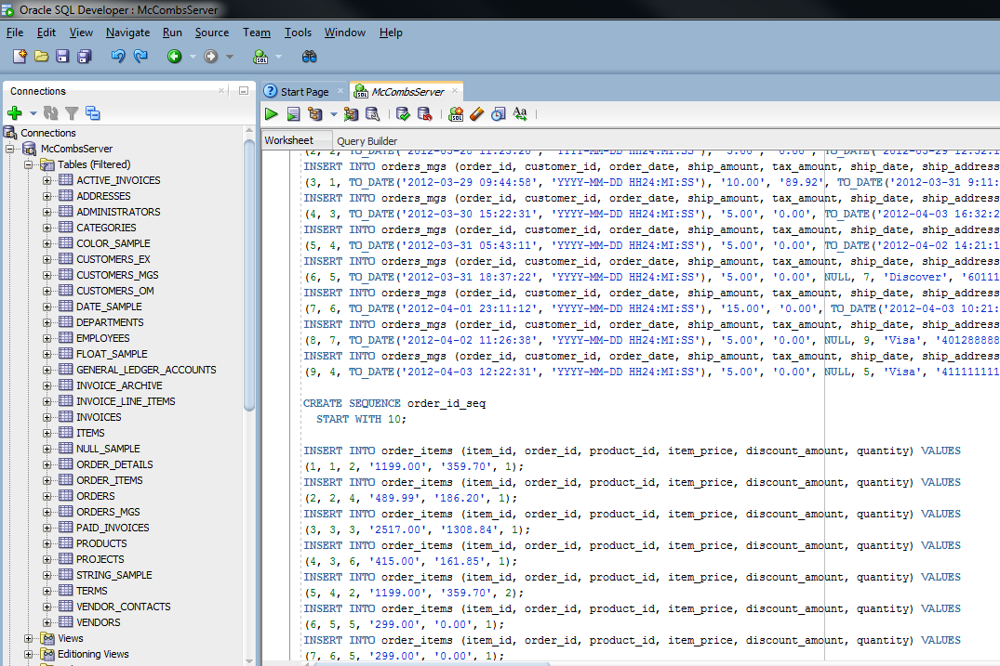 Oracle SQL Developer : McCombsServer
File Edit View Navigate Run Source Team Tools Window Help
Connections
Start Page
McCombsServer
Worksheet Query Builder
Connections
McCombsServer
Tables (Filtered)
ACTIVE_INVOICES
ADDRESSES
ADMINISTRATORS
CATEGORIES
COLOR_SAMPLE
CUSTOMERS_EX
CUSTOMERS_MGS
CUSTOMERS_OM
DATE_SAMPLE
DEPARTMENTS
EMPLOYEES
FLOAT_SAMPLE
GENERAL_LEDGER_ACCOUNTS
INVOICE_ARCHIVE
INVOICE_LINE_ITEMS
INVOICES
ITEMS
NULL_SAMPLE
ORDER_DETAILS
ORDER_ITEMS
ORDERS
ORDERS_MGS
PAID_INVOICES
PRODUCTS
PROJECTS
STRING_SAMPLE
TERMS
VENDOR_CONTACTS
VENDORS
Views
Editioning Views
(2, 2, TO_DATE('2012-03-28 11:23:20', 'YYYY-MM-DD HH24:MI:SS'), '5.00', '0.00', TO_DATE('2012-03-29 12:52:1
INSERT INTO orders_mgs (order_id, customer_id, order_date, ship_amount, tax_amount, ship_date, ship_address
(3, 1, TO_DATE('2012-03-29 09:44:58', 'YYYY-MM-DD HH24:MI:SS'), '10.00', '89.92', TO_DATE('2012-03-31 9:11:
INSERT INTO orders_mgs (order_id, customer_id, order_date, ship_amount, tax_amount, ship_date, ship_address
(4, 3, TO_DATE('2012-03-30 15:22:31', 'YYYY-MM-DD HH24:MI:SS'), '5.00', '0.00', TO_DATE('2012-04-03 16:32:2
INSERT INTO orders_mgs (order_id, customer_id, order_date, ship_amount, tax_amount, ship_date, ship_address
(5, 4, TO_DATE('2012-03-31 05:43:11', 'YYYY-MM-DD HH24:MI:SS'), '5.00', '0.00', TO_DATE('2012-04-02 14:21:1
INSERT INTO orders_mgs (order_id, customer_id, order_date, ship_amount, tax_amount, ship_date, ship_address
(6, 5, TO_DATE('2012-03-31 18:37:22', 'YYYY-MM-DD HH24:MI:SS'), '5.00', '0.00', NULL, 7, 'Discover', '60111
INSERT INTO orders_mgs (order_id, customer_id, order_date, ship_amount, tax_amount, ship_date, ship_address
(7, 6, TO_DATE('2012-04-01 23:11:12', 'YYYY-MM-DD HH24:MI:SS'), '15.00', '0.00', TO_DATE('2012-04-03 10:21:
INSERT INTO orders_mgs (order_id, customer_id, order_date, ship_amount, tax_amount, ship_date, ship_address
(8, 7, TO_DATE('2012-04-02 11:26:38', 'YYYY-MM-DD HH24:MI:SS'), '5.00', '0.00', NULL, 9, 'Visa', '401288888
INSERT INTO orders_mgs (order_id, customer_id, order_date, ship_amount, tax_amount, ship_date, ship_address
(9, 4, TO_DATE('2012-04-03 12:22:31', 'YYYY-MM-DD HH24:MI:SS'), '5.00', '0.00', NULL, 5, 'Visa', '411111111
CREATE SEQUENCE order_id_seq
START WITH 10;
INSERT INTO order_items (item_id, order_id, product_id, item_price, discount_amount, quantity) VALUES
(1, 1, 2, '1199.00', '359.70', 1);
INSERT INTO order_items (item_id, order_id, product_id, item_price, discount_amount, quantity) VALUES
(2, 2, 4, '489.99', '186.20', 1);
INSERT INTO order_items (item_id, order_id, product_id, item_price, discount_amount, quantity) VALUES
(3, 3, 3, '2517.00', '1308.84', 1);
INSERT INTO order_items (item_id, order_id, product_id, item_price, discount_amount, quantity) VALUES
(4, 3, 6, '415.00', '161.85', 1);
INSERT INTO order_items (item_id, order_id, product_id, item_price, discount_amount, quantity) VALUES
(5, 4, 2, '1199.00', '359.70', 2);
INSERT INTO order_items (item_id, order_id, product_id, item_price, discount_amount, quantity) VALUES
(6, 5, 5, '299.00', '0.00', 1);
INSERT INTO order_items (item_id, order_id, product_id, item_price, discount_amount, quantity) VALUES
(7, 6, 5, '299.00', '0.00', 1);